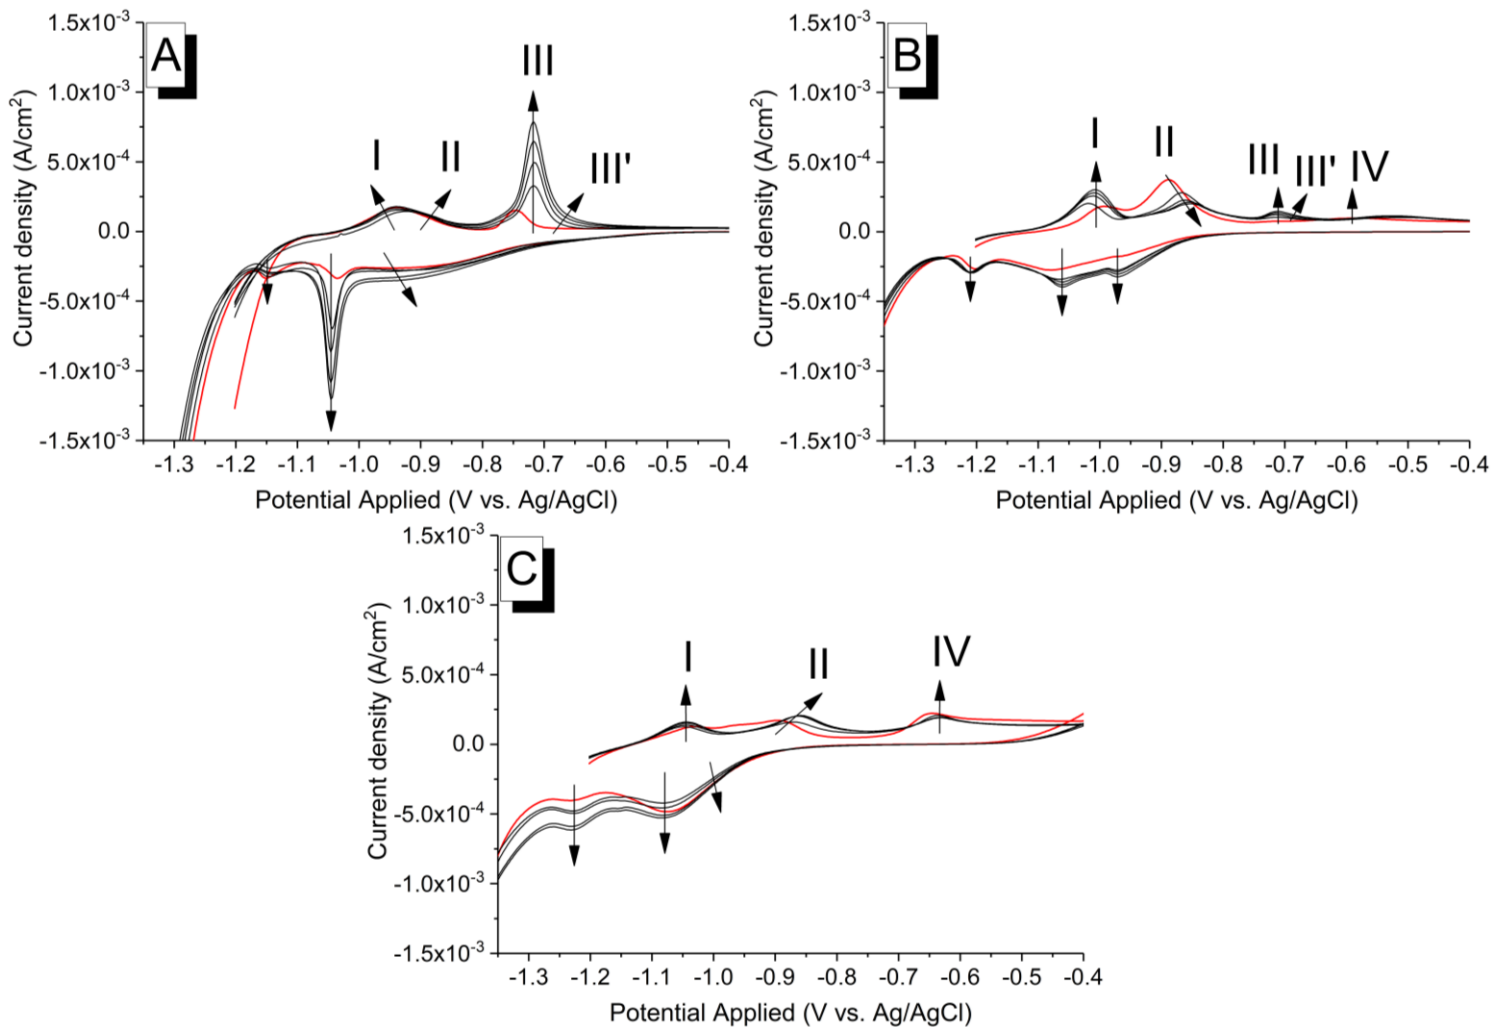 A
1.5x10⁻³
1.0x10⁻³
5.0x10⁻⁴
0.0
-5.0x10⁻⁴
-1.0x10⁻³
-1.5x10⁻³
Current density (A/cm²)
I
II
III
III'
-1.3 -1.2 -1.1 -1.0 -0.9 -0.8 -0.7 -0.6 -0.5 -0.4
Potential Applied (V vs. Ag/AgCl)
B
1.5x10⁻³
1.0x10⁻³
5.0x10⁻⁴
0.0
-5.0x10⁻⁴
-1.0x10⁻³
-1.5x10⁻³
Current density (A/cm²)
I
II
III
III'
IV
-1.3 -1.2 -1.1 -1.0 -0.9 -0.8 -0.7 -0.6 -0.5 -0.4
Potential Applied (V vs. Ag/AgCl)
C
1.5x10⁻³
1.0x10⁻³
5.0x10⁻⁴
0.0
-5.0x10⁻⁴
-1.0x10⁻³
-1.5x10⁻³
Current density (A/cm²)
I
II
IV
-1.3 -1.2 -1.1 -1.0 -0.9 -0.8 -0.7 -0.6 -0.5 -0.4
Potential Applied (V vs. Ag/AgCl)